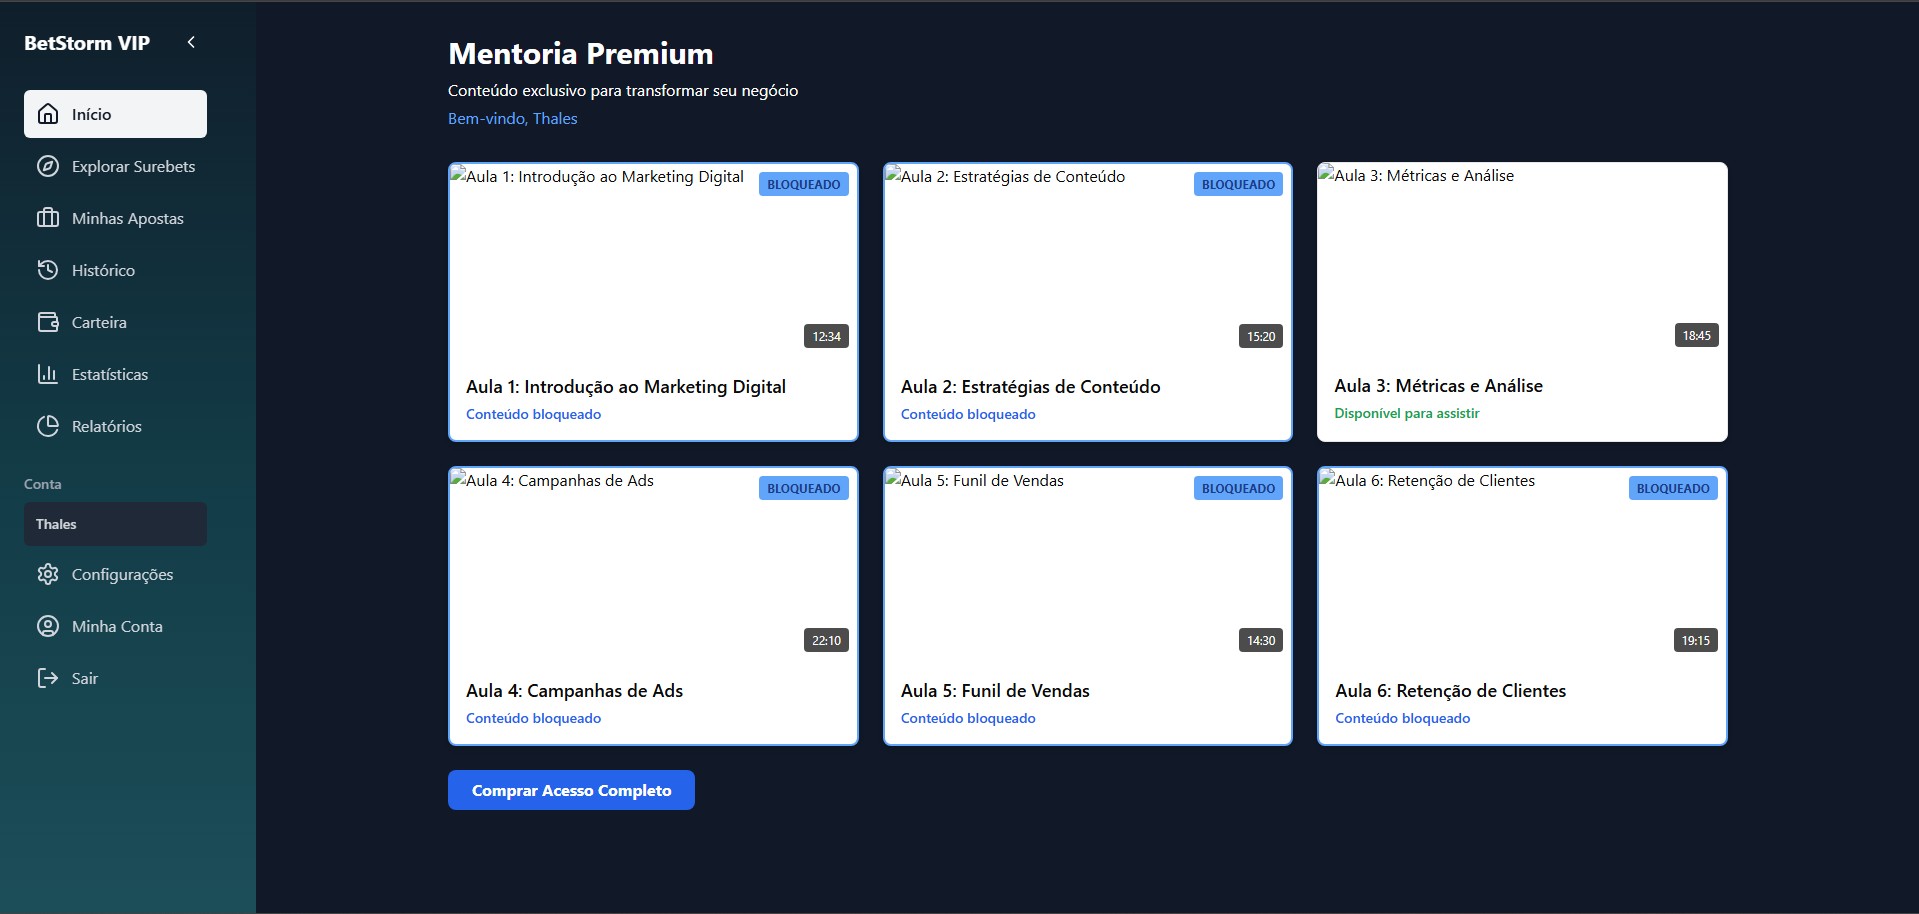 BetStorm VIP
Início
Explorar Surebets
Minhas Apostas
Histórico
Carteira
Estatísticas
Relatórios
Conta
Thales
Configurações
Minha Conta
Sair
Mentoria Premium
Conteúdo exclusivo para transformar seu negócio
Bem-vindo, Thales
Aula 1: Introdução ao Marketing Digital
BLOQUEADO
12:34
Aula 1: Introdução ao Marketing Digital
Conteúdo bloqueado
Aula 2: Estratégias de Conteúdo
BLOQUEADO
15:20
Aula 2: Estratégias de Conteúdo
Conteúdo bloqueado
Aula 3: Métricas e Análise
18:45
Aula 3: Métricas e Análise
Disponível para assistir
Aula 4: Campanhas de Ads
BLOQUEADO
22:10
Aula 4: Campanhas de Ads
Conteúdo bloqueado
Aula 5: Funil de Vendas
BLOQUEADO
14:30
Aula 5: Funil de Vendas
Conteúdo bloqueado
Aula 6: Retenção de Clientes
BLOQUEADO
19:15
Aula 6: Retenção de Clientes
Conteúdo bloqueado
Comprar Acesso Completo